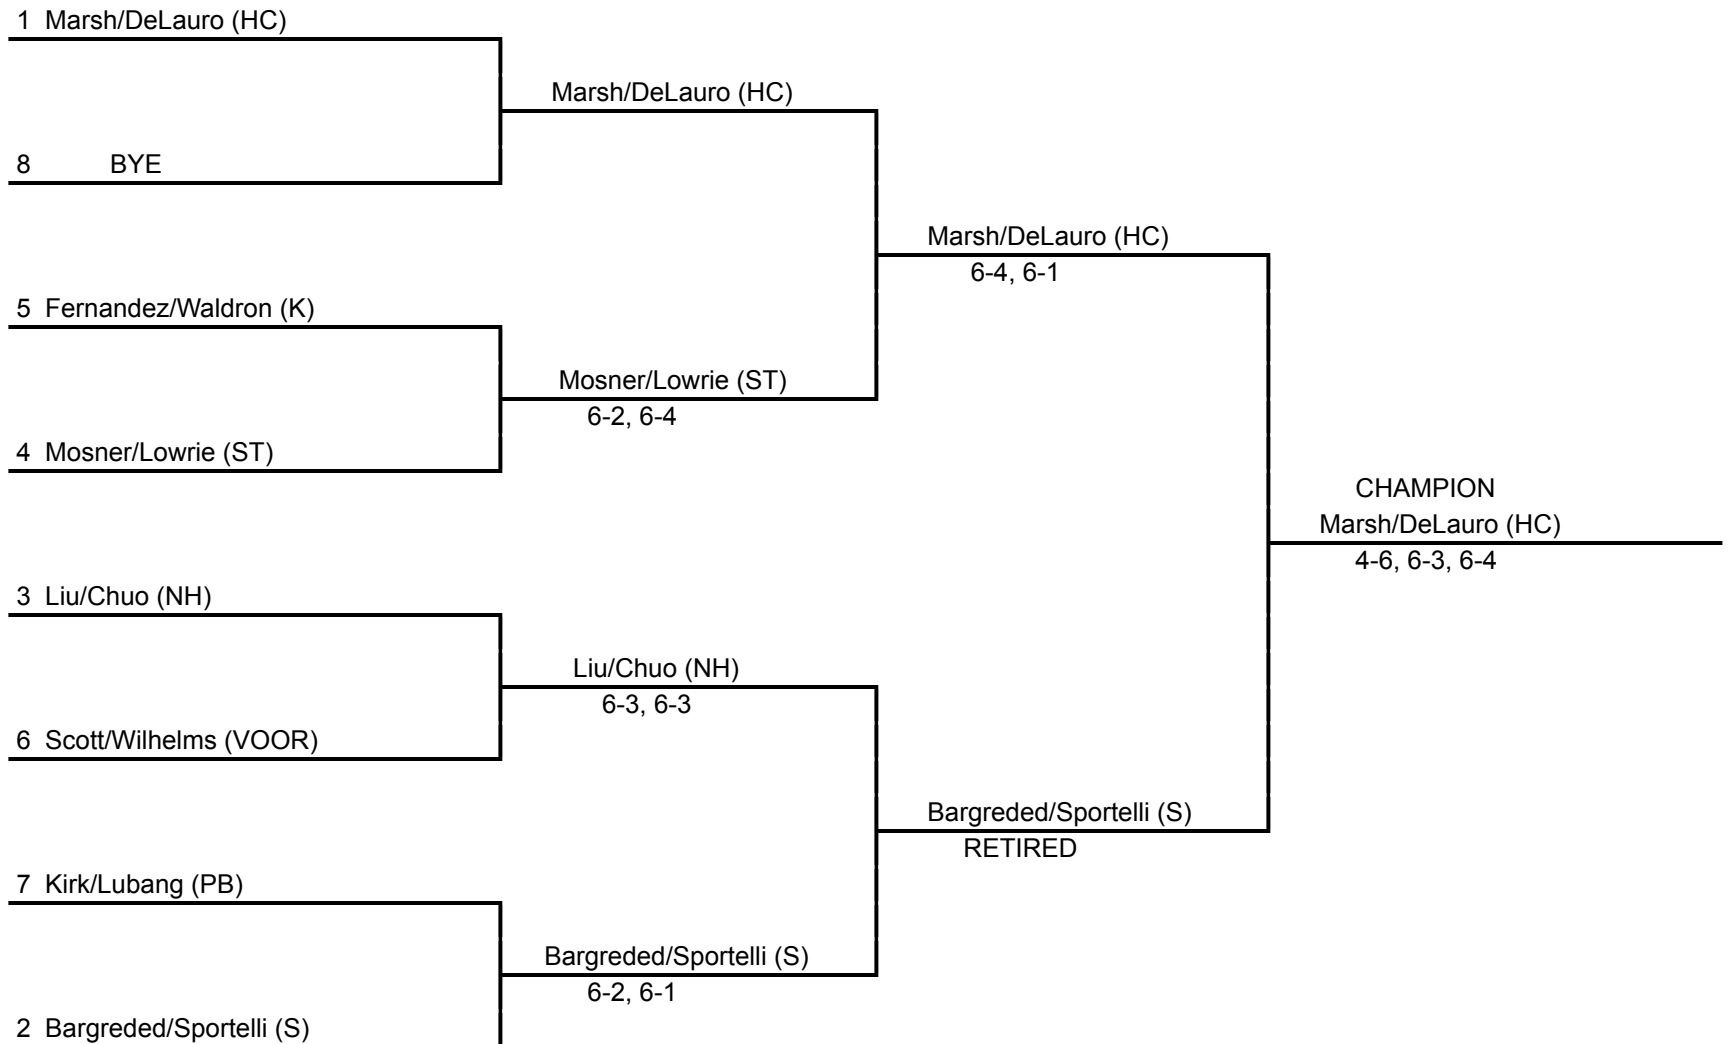 1 Marsh/DeLauro (HC)
Marsh/DeLauro (HC)
8 BYE
Marsh/DeLauro (HC)
6-4, 6-1
5 Fernandez/Waldron (K)
Mosner/Lowrie (ST)
6-2, 6-4
4 Mosner/Lowrie (ST)
CHAMPION
Marsh/DeLauro (HC)
4-6, 6-3, 6-4
3 Liu/Chuo (NH)
Liu/Chuo (NH)
6-3, 6-3
6 Scott/Wilhelms (VOOR)
Bargreded/Sportelli (S)
RETIRED
7 Kirk/Lubang (PB)
Bargreded/Sportelli (S)
6-2, 6-1
2 Bargreded/Sportelli (S)